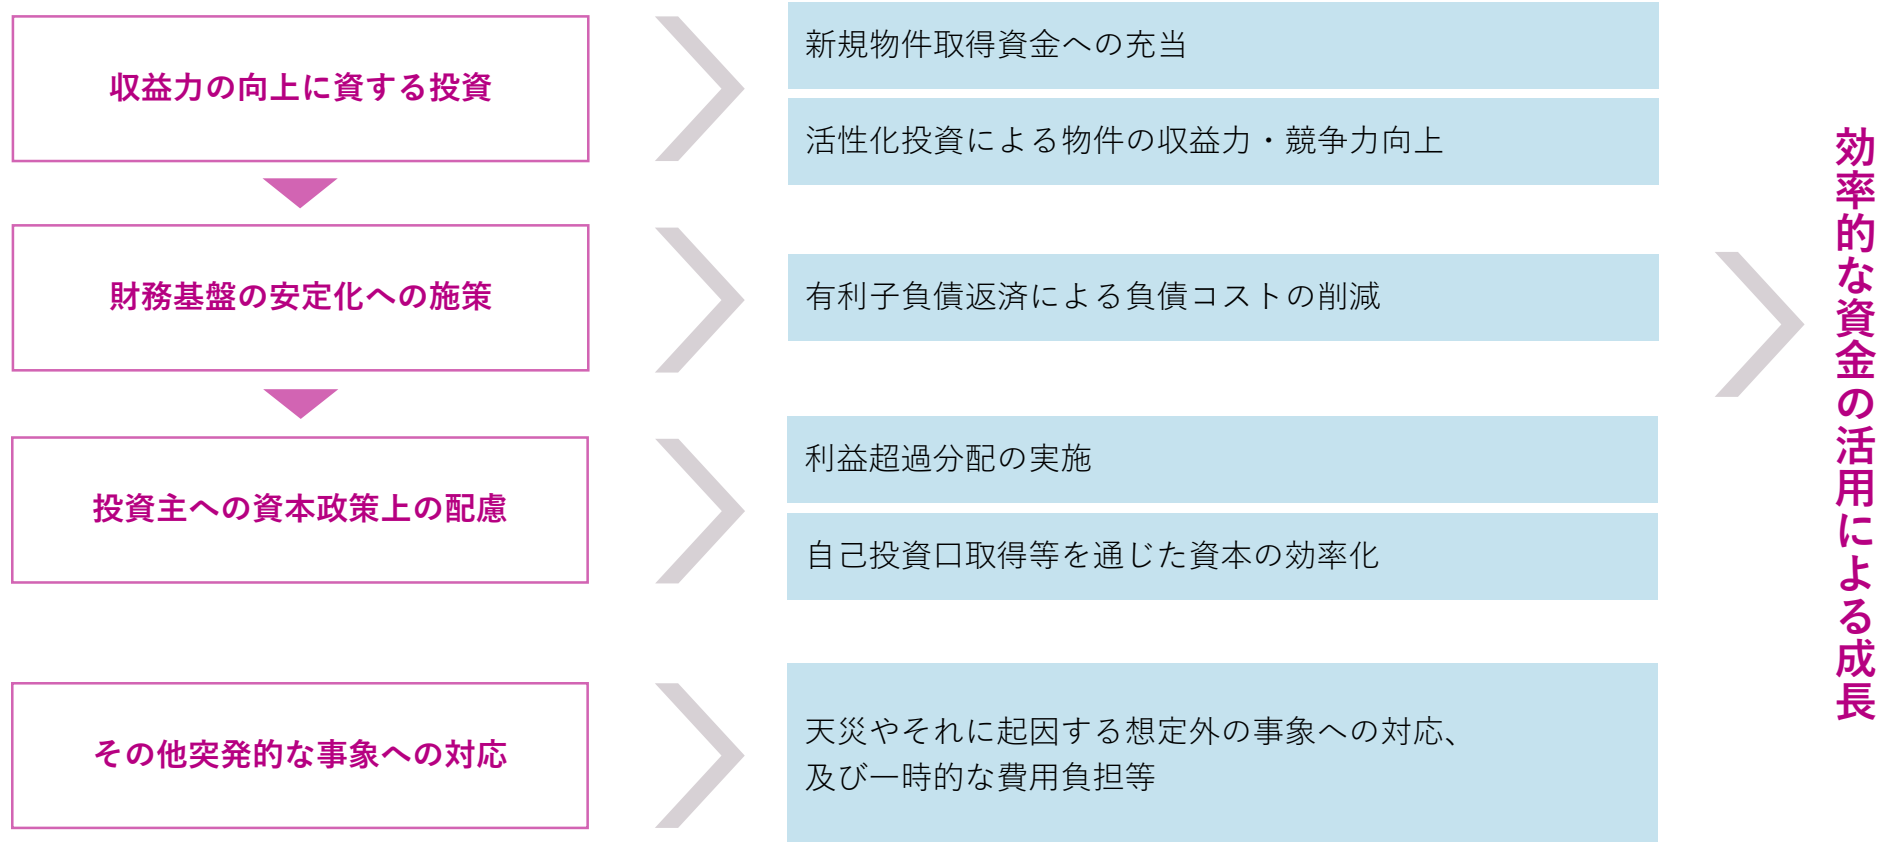 収益力の向上に資する投資
新規物件取得資金への充当
活性化投資による物件の収益力・競争力向上
財務基盤の安定化への施策
有利子負債返済による負債コストの削減
投資主への資本政策上の配慮
利益超過分配の実施
自己投資口取得等を通じた資本の効率化
その他突発的な事象への対応
天災やそれに起因する想定外の事象への対応、
及び一時的な費用負担等
効率的な資金の活用による成長